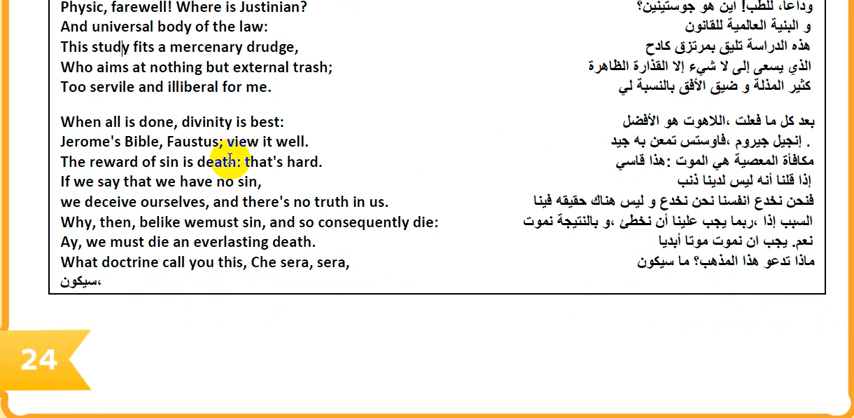 Physic, farewell! Where is Justinian?
And universal body of the law:
This study fits a mercenary drudge,
Who aims at nothing but external trash;
Too servile and illiberal for me.
When all is done, divinity is best:
Jerome's Bible, Faustus; view it well.
The reward of sin is death: that's hard.
If we say that we have no sin,
we deceive ourselves, and there's no truth in us.
Why, then, belike wemust sin, and so consequently die:
Ay, we must die an everlasting death.
What doctrine call you this, Che sera, sera,
سيكون،
وداعا، للطب! اين هو جوستينين؟
و البنية العالمية للقانون
هذه الدراسة تليق بمرتزق كادح
الذي يسعى إلى لا شيء إلا القذارة الظاهرة
كثير المذلة و ضيق الأفق بالنسبة لي
بعد كل ما فعلت، اللاهوت هو الأفضل
إنجيل جيروم، فاوستس تمعن به جيد .
مكافأة المعصية هي الموت :هذا قاسي
إذا قلنا أنه ليس لدينا ذنب
فنحن نخدع انفسنا نحن نخدع و ليس هناك حقيقه فينا
السبب إذا ،ربما يجب علينا أن نخطئ ،و بالنتيجة نموت
نعم. يجب ان نموت موتا أبديا
ماذا تدعو هذا المذهب؟ ما سيكون
24